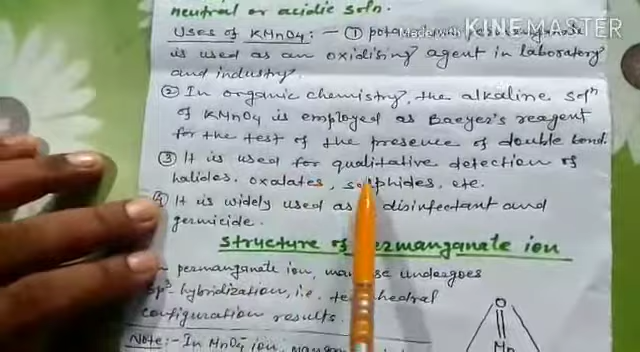 neutral or acidic soln.
Uses of KMnO4: - ① potassium permanganate
Made with KINEMASTER
is used as an oxidising agent in laboratory
and industry.
② In organic chemistry, the alkaline soln
of KMnO4 is employed as Baeyer's reagent
for the test of the presence of double bond.
③ It is used for qualitative detection of
halides, oxalates, sulphides, etc.
④ It is widely used as disinfectant and
germicide.
Structure of permanganate ion
permanganate ion, undergoes
sp3 hybridization, i.e. tetrahedral
configuration results.
O
Mn
Note:- In MnO4 ion,